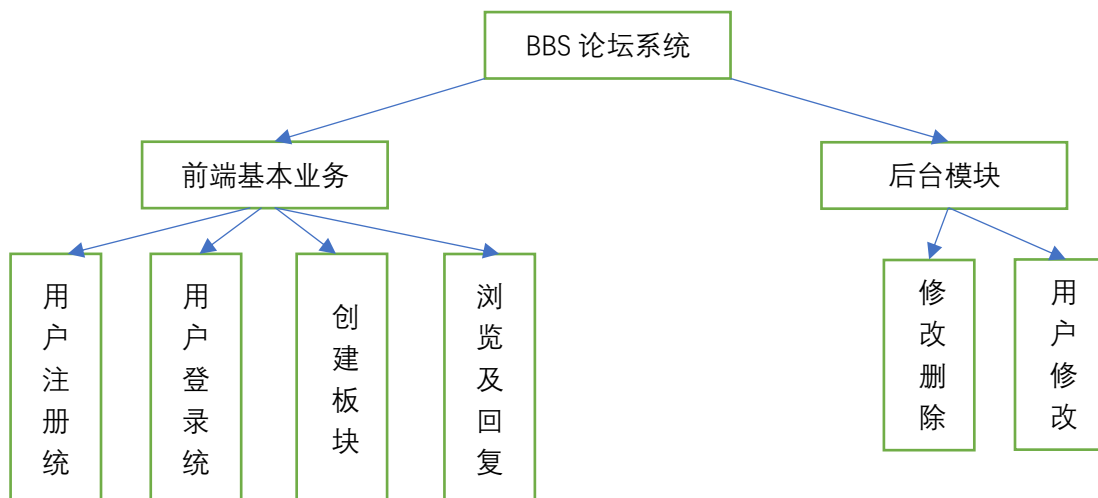 BBS 论坛系统
前端基本业务
后台模块
用户注册统
用户登录统
创建板块
浏览及回复
修改删除
用户修改